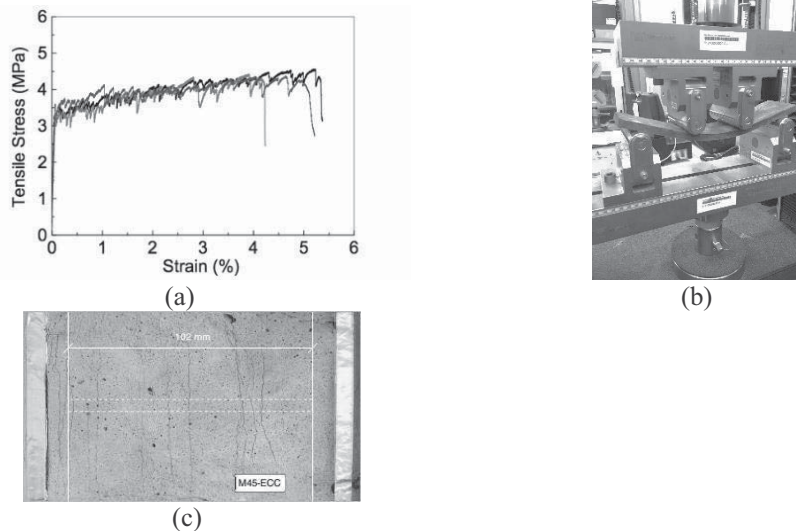 Tensile Stress (MPa)
6
5
4
3
2
1
0
0 1 2 3 4 5 6
Strain (%)
(a)
(b)
102 mm
M45-ECC
(c)